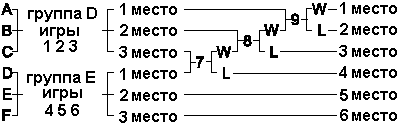 A группа D 1 место 9 W 1 место
B игры 2 место 8 W L 2 место
C 1 2 3 3 место 7 W L 3 место
D группа E 1 место L 4 место
E игры 2 место 5 место
F 4 5 6 3 место 6 место